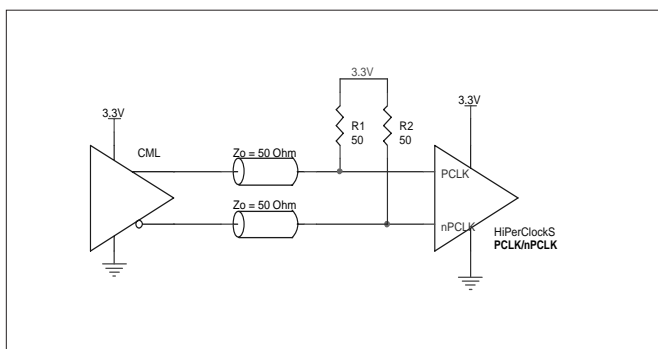 3.3V
3.3V
3.3V
R1
50
R2
50
CML
Zo = 50 Ohm
PCLK
Zo = 50 Ohm
nPCLK
HiPerClockS
PCLK/nPCLK